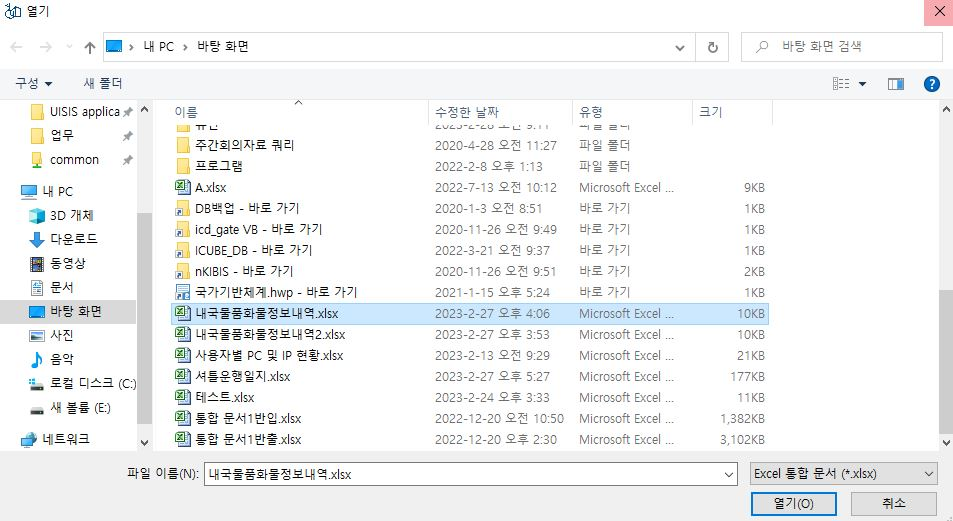 열기
내 PC › 바탕 화면
바탕 화면 검색
구성
새 폴더
이름 수정한 날짜 유형 크기
UISIS applica
업무
common
내 PC
3D 개체
다운로드
동영상
문서
바탕 화면
사진
음악
로컬 디스크 (C:)
새 볼륨 (E:)
네트워크
주간회의자료 쿼리 2020-4-28 오전 11:27 파일 폴더
프로그램 2022-2-8 오후 1:13 파일 폴더
A.xlsx 2022-7-13 오전 10:12 Microsoft Excel ... 9KB
DB백업 - 바로 가기 2020-1-3 오전 8:51 바로 가기 1KB
icd_gate VB - 바로 가기 2020-11-26 오전 9:49 바로 가기 1KB
ICUBE_DB - 바로 가기 2022-3-21 오전 9:37 바로 가기 1KB
nKIBIS - 바로 가기 2020-11-26 오전 9:51 바로 가기 2KB
국가기반체계.hwp - 바로 가기 2021-1-15 오후 5:24 바로 가기 1KB
내국물품화물정보내역.xlsx 2023-2-27 오후 4:06 Microsoft Excel ... 10KB
내국물품화물정보내역2.xlsx 2023-2-27 오후 3:53 Microsoft Excel ... 10KB
사용자별 PC 및 IP 현황.xlsx 2023-2-13 오전 9:29 Microsoft Excel ... 21KB
셔틀운행일지.xlsx 2023-2-27 오후 5:27 Microsoft Excel ... 177KB
테스트.xlsx 2023-2-24 오후 3:33 Microsoft Excel ... 11KB
통합 문서1반입.xlsx 2022-12-20 오전 10:50 Microsoft Excel ... 1,382KB
통합 문서1반출.xlsx 2022-12-20 오후 2:30 Microsoft Excel ... 3,102KB
파일 이름(N): 내국물품화물정보내역.xlsx
Excel 통합 문서 (*.xlsx)
열기(O)
취소